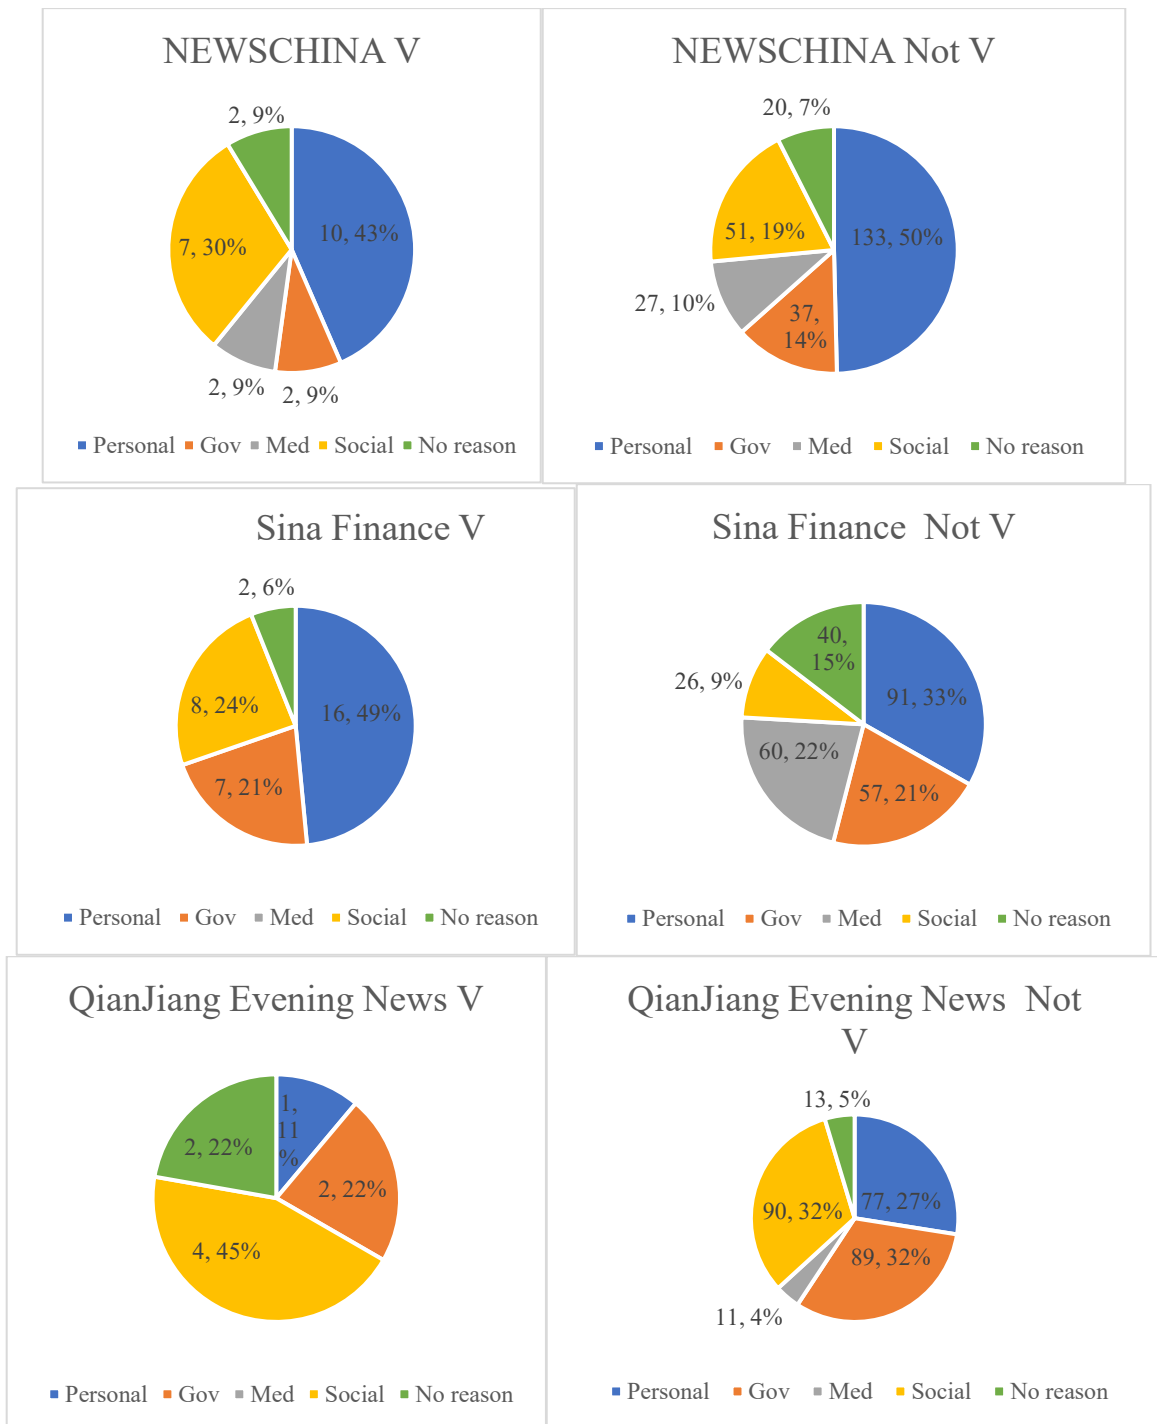 NEWSCHINA V
2, 9%
10, 43%
7, 30%
2, 9%
2, 9%
Personal Gov Med Social No reason
NEWSCHINA Not V
20, 7%
51, 19%
133, 50%
27, 10%
37,
14%
Personal Gov Med Social No reason
Sina Finance V
2, 6%
8, 24%
16, 49%
7, 21%
Personal Gov Med Social No reason
Sina Finance Not V
40,
15%
26, 9%
91, 33%
60, 22%
57, 21%
Personal Gov Med Social No reason
QianJiang Evening News V
1,
11
%
2, 22%
2, 22%
4, 45%
Personal Gov Med Social No reason
QianJiang Evening News Not
V
13, 5%
77, 27%
90, 32%
89, 32%
11, 4%
Personal Gov Med Social No reason